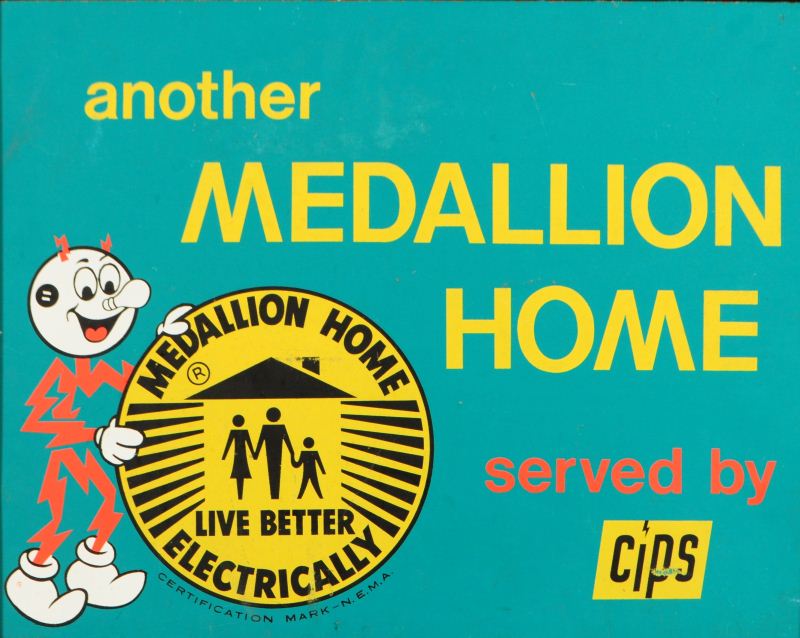 another
MEDALLION
HOME
MEDALLION HOME
®
LIVE BETTER
ELECTRICALLY
CERTIFICATION MARK-N.E.M.A.
served by
cips